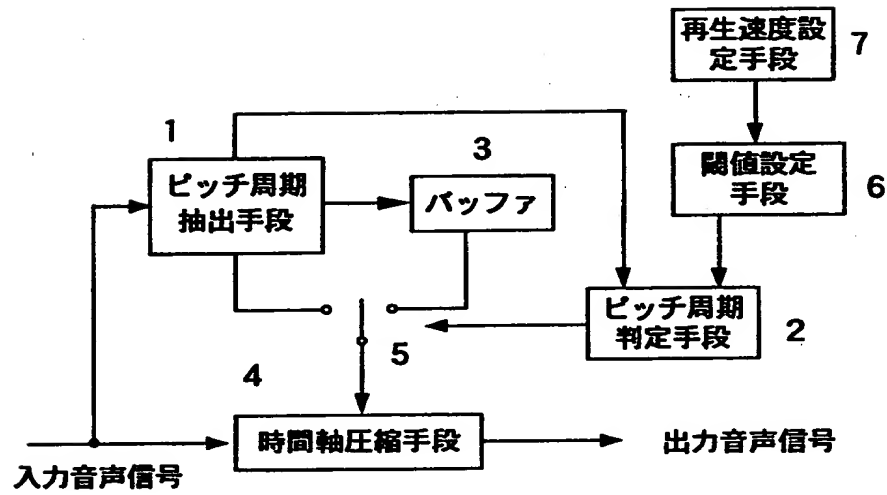 再生速度設
定手段
7
1
ピッチ周期
抽出手段
3
バッファ
閾値設定
手段
6
ピッチ周期
判定手段
2
5
4
時間軸圧縮手段
入力音声信号
出力音声信号